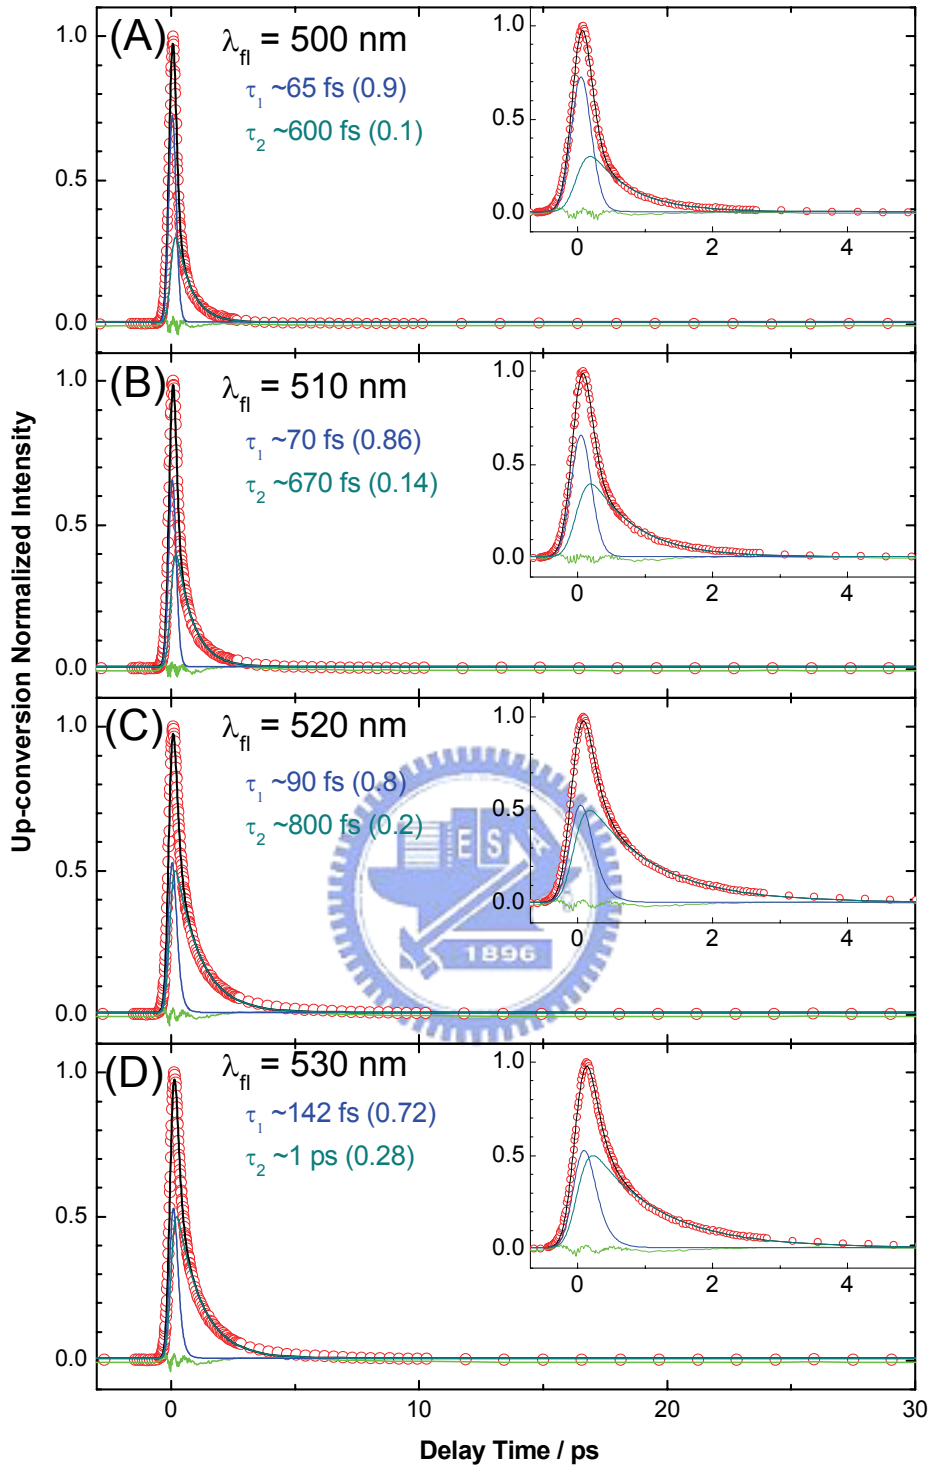 Up-conversion Normalized Intensity
(A)
λfl = 500 nm
τ1 ~65 fs (0.9)
τ2 ~600 fs (0.1)
1.0
0.5
0.0
1.0
0.5
0.0
0 2 4
(B)
λfl = 510 nm
τ1 ~70 fs (0.86)
τ2 ~670 fs (0.14)
1.0
0.5
0.0
1.0
0.5
0.0
0 2 4
(C)
λfl = 520 nm
τ1 ~90 fs (0.8)
τ2 ~800 fs (0.2)
1.0
0.5
0.0
1.0
0.5
0.0
0 2 4
E S
1896
(D)
λfl = 530 nm
τ1 ~142 fs (0.72)
τ2 ~1 ps (0.28)
1.0
0.5
0.0
1.0
0.5
0.0
0 2 4
0 10 20 30
Delay Time / ps